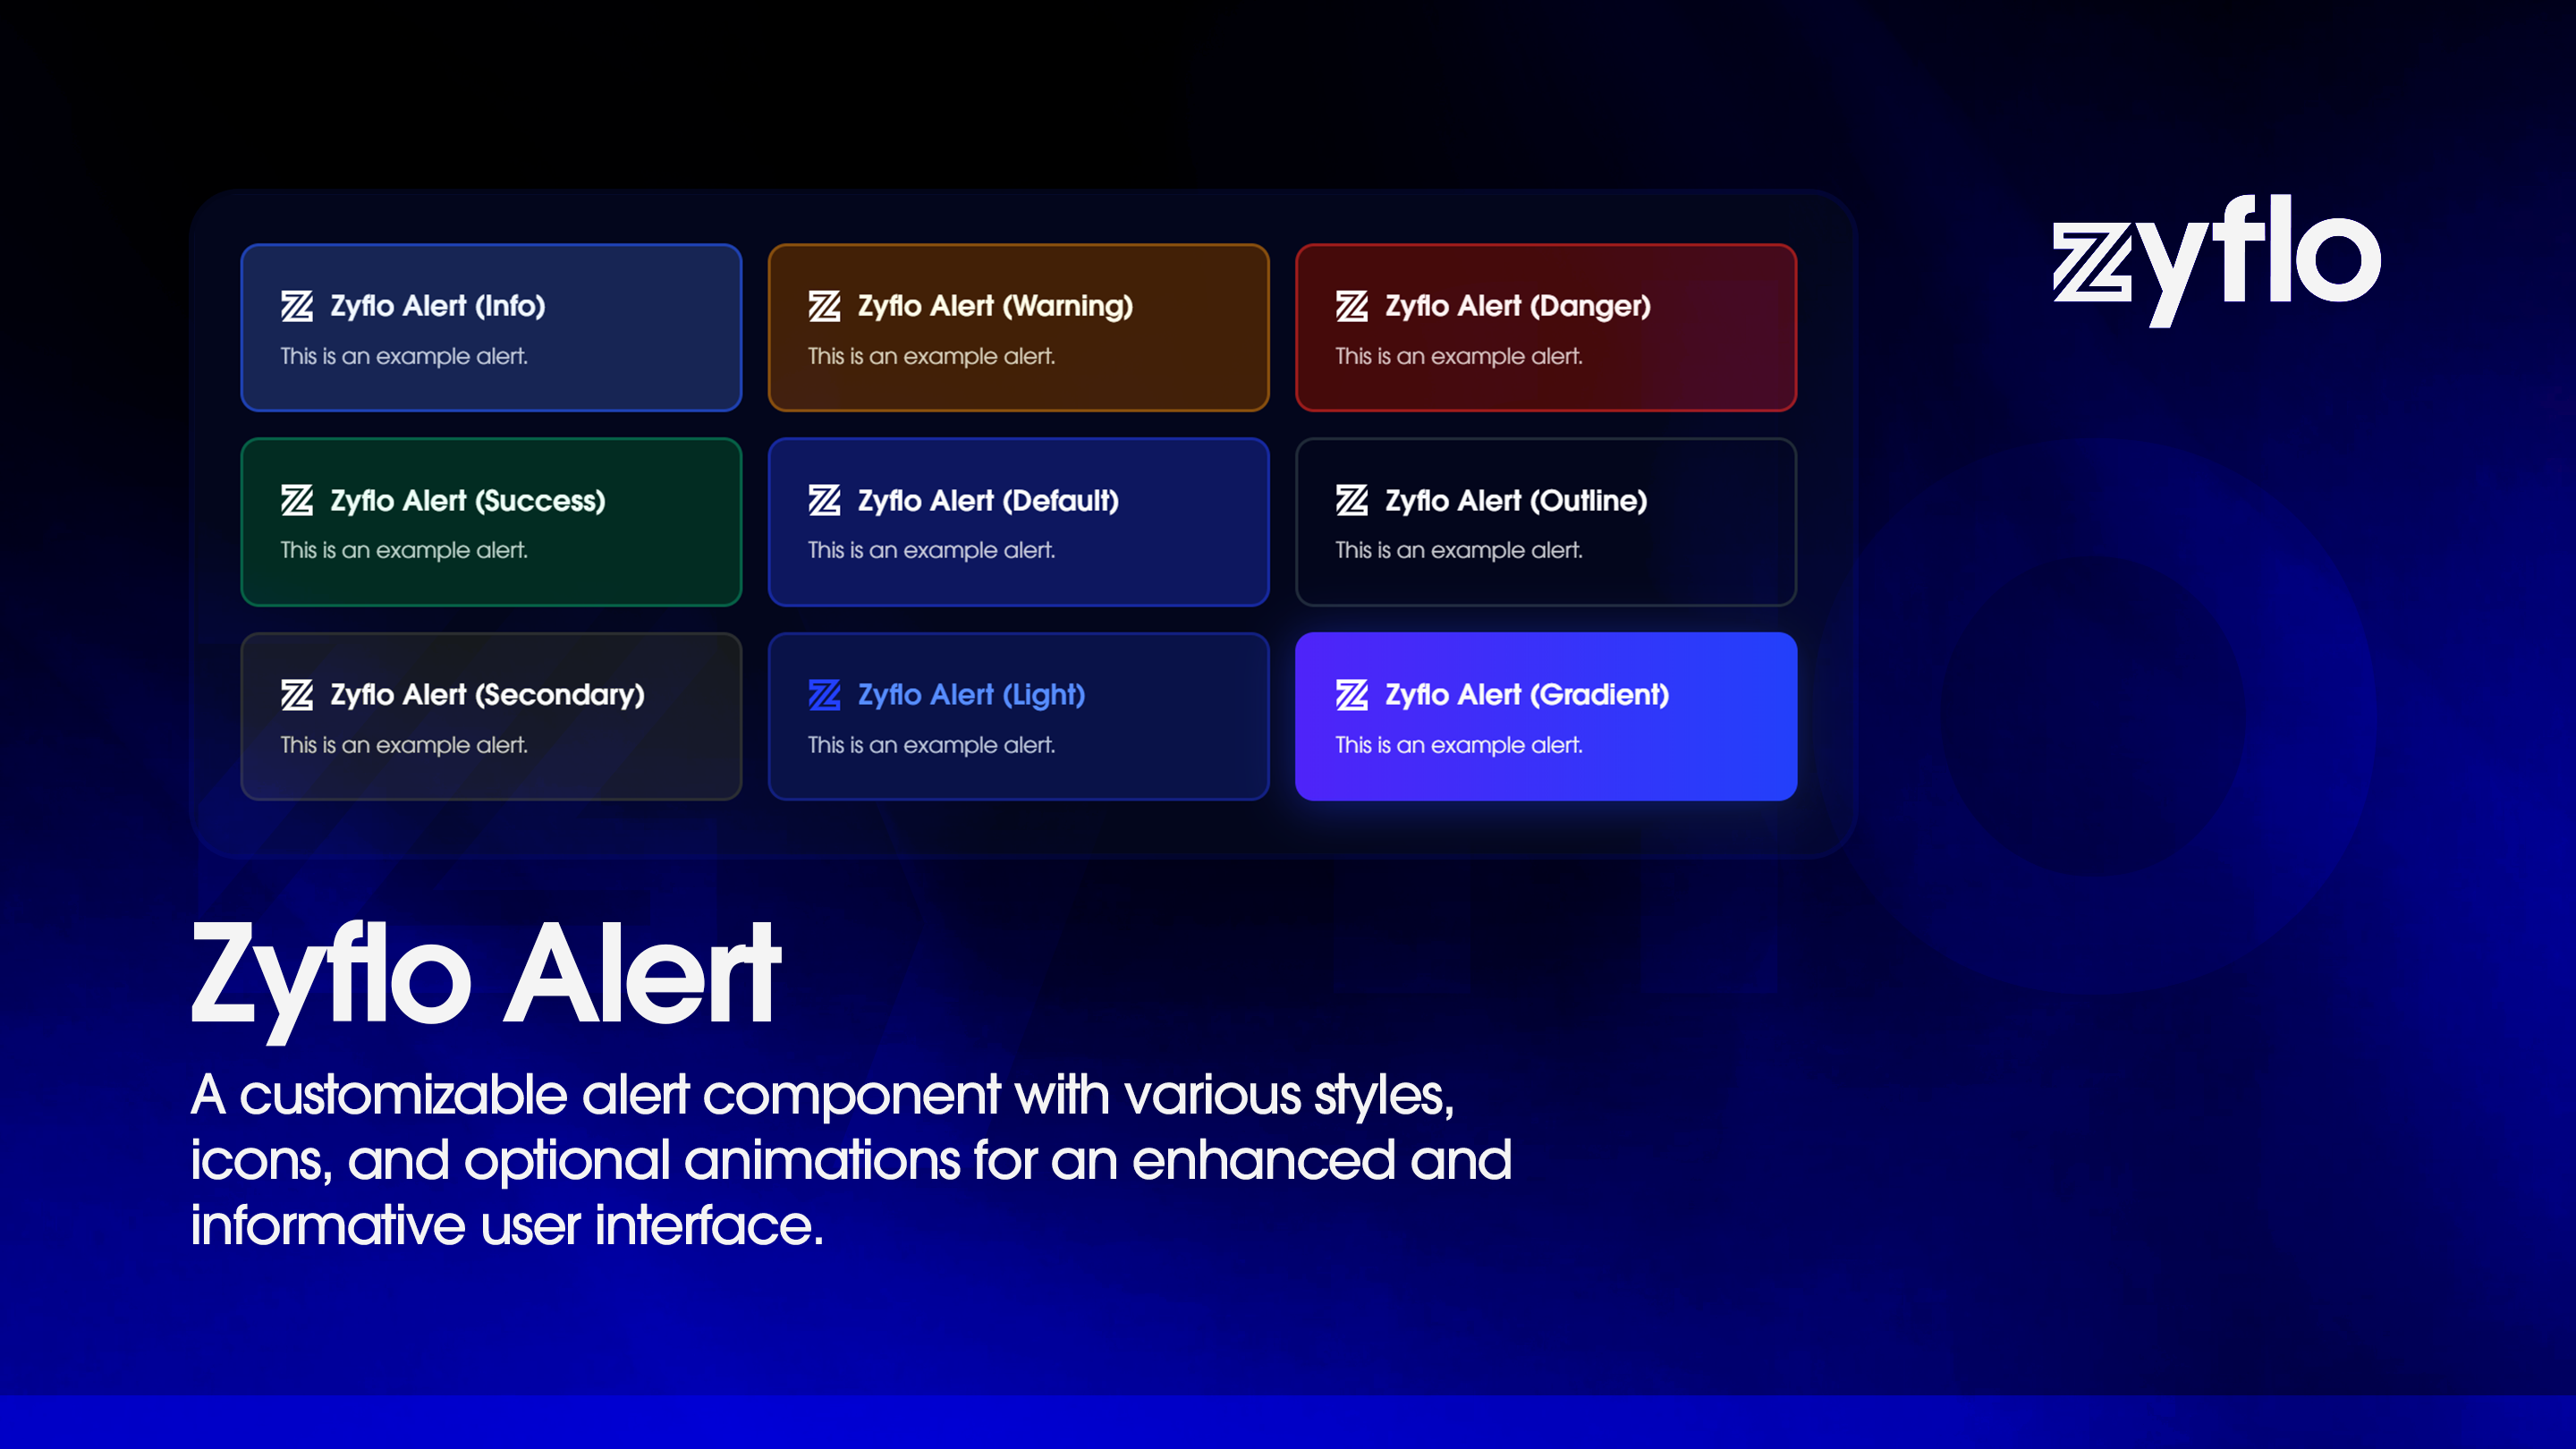 zyflo
Zyflo Alert (Info)
This is an example alert.
Zyflo Alert (Warning)
This is an example alert.
Zyflo Alert (Danger)
This is an example alert.
Zyflo Alert (Success)
This is an example alert.
Zyflo Alert (Default)
This is an example alert.
Zyflo Alert (Outline)
This is an example alert.
Zyflo Alert (Secondary)
This is an example alert.
Zyflo Alert (Light)
This is an example alert.
Zyflo Alert (Gradient)
This is an example alert.
Zyflo Alert
A customizable alert component with various styles,
icons, and optional animations for an enhanced and
informative user interface.